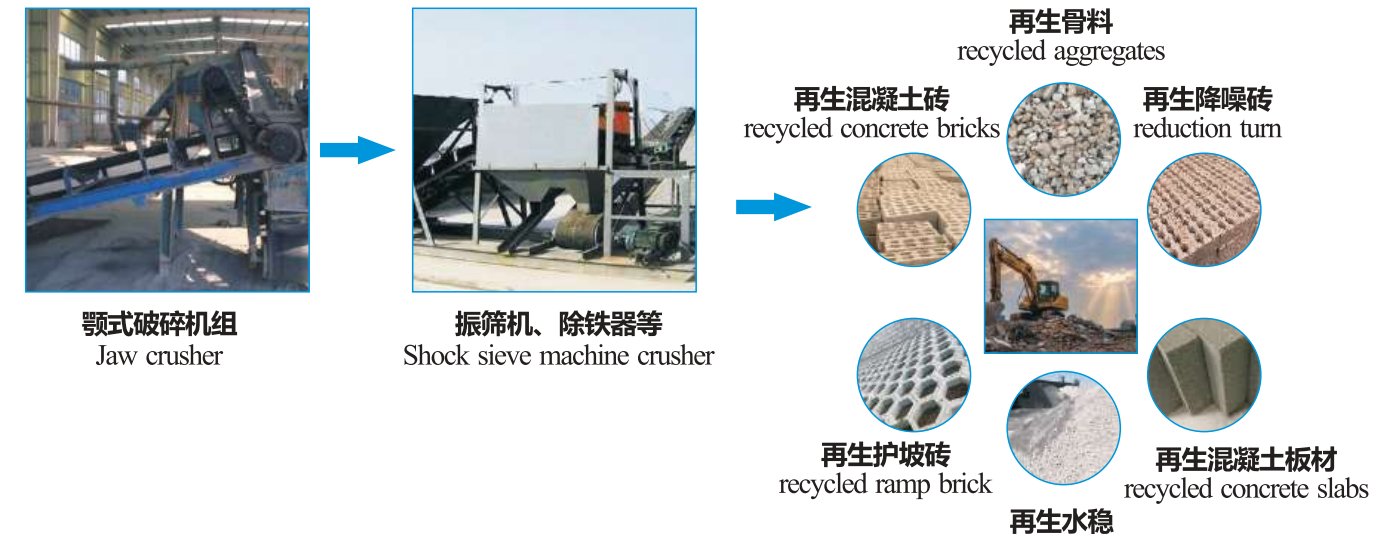 再生骨料
recycled aggregates
再生混凝土砖
recycled concrete bricks
再生降噪砖
reduction turn
颚式破碎机组
Jaw crusher
振筛机、除铁器等
Shock sieve machine crusher
再生护坡砖
recycled ramp brick
再生混凝土板材
recycled concrete slabs
再生水稳